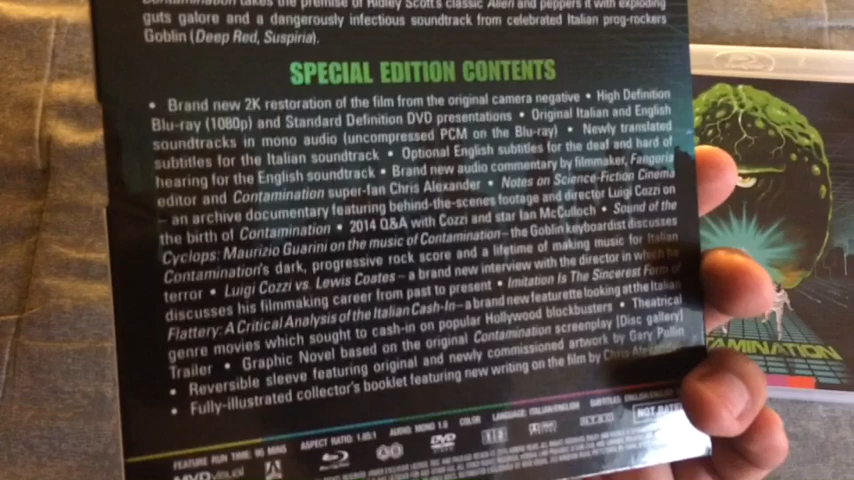 Contamination takes the premise of Ridley Scott's classic Alien and peppers it with exploding
guts galore and a dangerously infectious soundtrack from celebrated Italian prog-rockers
Goblin (Deep Red, Suspiria).
SPECIAL EDITION CONTENTS
• Brand new 2K restoration of the film from the original camera negative • High Definition
Blu-ray (1080p) and Standard Definition DVD presentations • Original Italian and English
soundtracks in mono audio (uncompressed PCM on the Blu-ray) • Newly translated
subtitles for the Italian soundtrack • Optional English subtitles for the deaf and hard of
hearing for the English soundtrack • Brand new audio commentary by filmmaker, Fangoria
editor and Contamination super-fan Chris Alexander • Notes on Science-Fiction Cinema
– an archive documentary featuring behind-the-scenes footage and director Luigi Cozzi on
the birth of Contamination • 2014 Q&A with Cozzi and star Ian McCulloch • Sound of the
Cyclops: Maurizio Guarini on the music of Contamination – the Goblin keyboardist discusses
Contamination's dark, progressive rock score and a lifetime of making music for Italian
terror • Luigi Cozzi vs. Lewis Coates – a brand new interview with the director in which he
discusses his filmmaking career from past to present • Imitation Is The Sincerest Form of
Flattery: A Critical Analysis of the Italian Cash-In – a brand new featurette looking at the Italian
genre movies which sought to cash-in on popular Hollywood blockbusters • Theatrical
Trailer • Graphic Novel based on the original Contamination screenplay [Disc gallery]
• Reversible sleeve featuring original and newly commissioned artwork by Gary Pullin
• Fully-illustrated collector's booklet featuring new writing on the film by Chris Alexander
FEATURE RUN TIME: 95 MINS ASPECT RATIO: 1.85:1 AUDIO: MONO 1.0 COLOR LANGUAGE: ITALIAN/ENGLISH SUBTITLES: ENGLISH/ENGLISH
NOT RATED
MVDvisual
DVD
TAMINATION